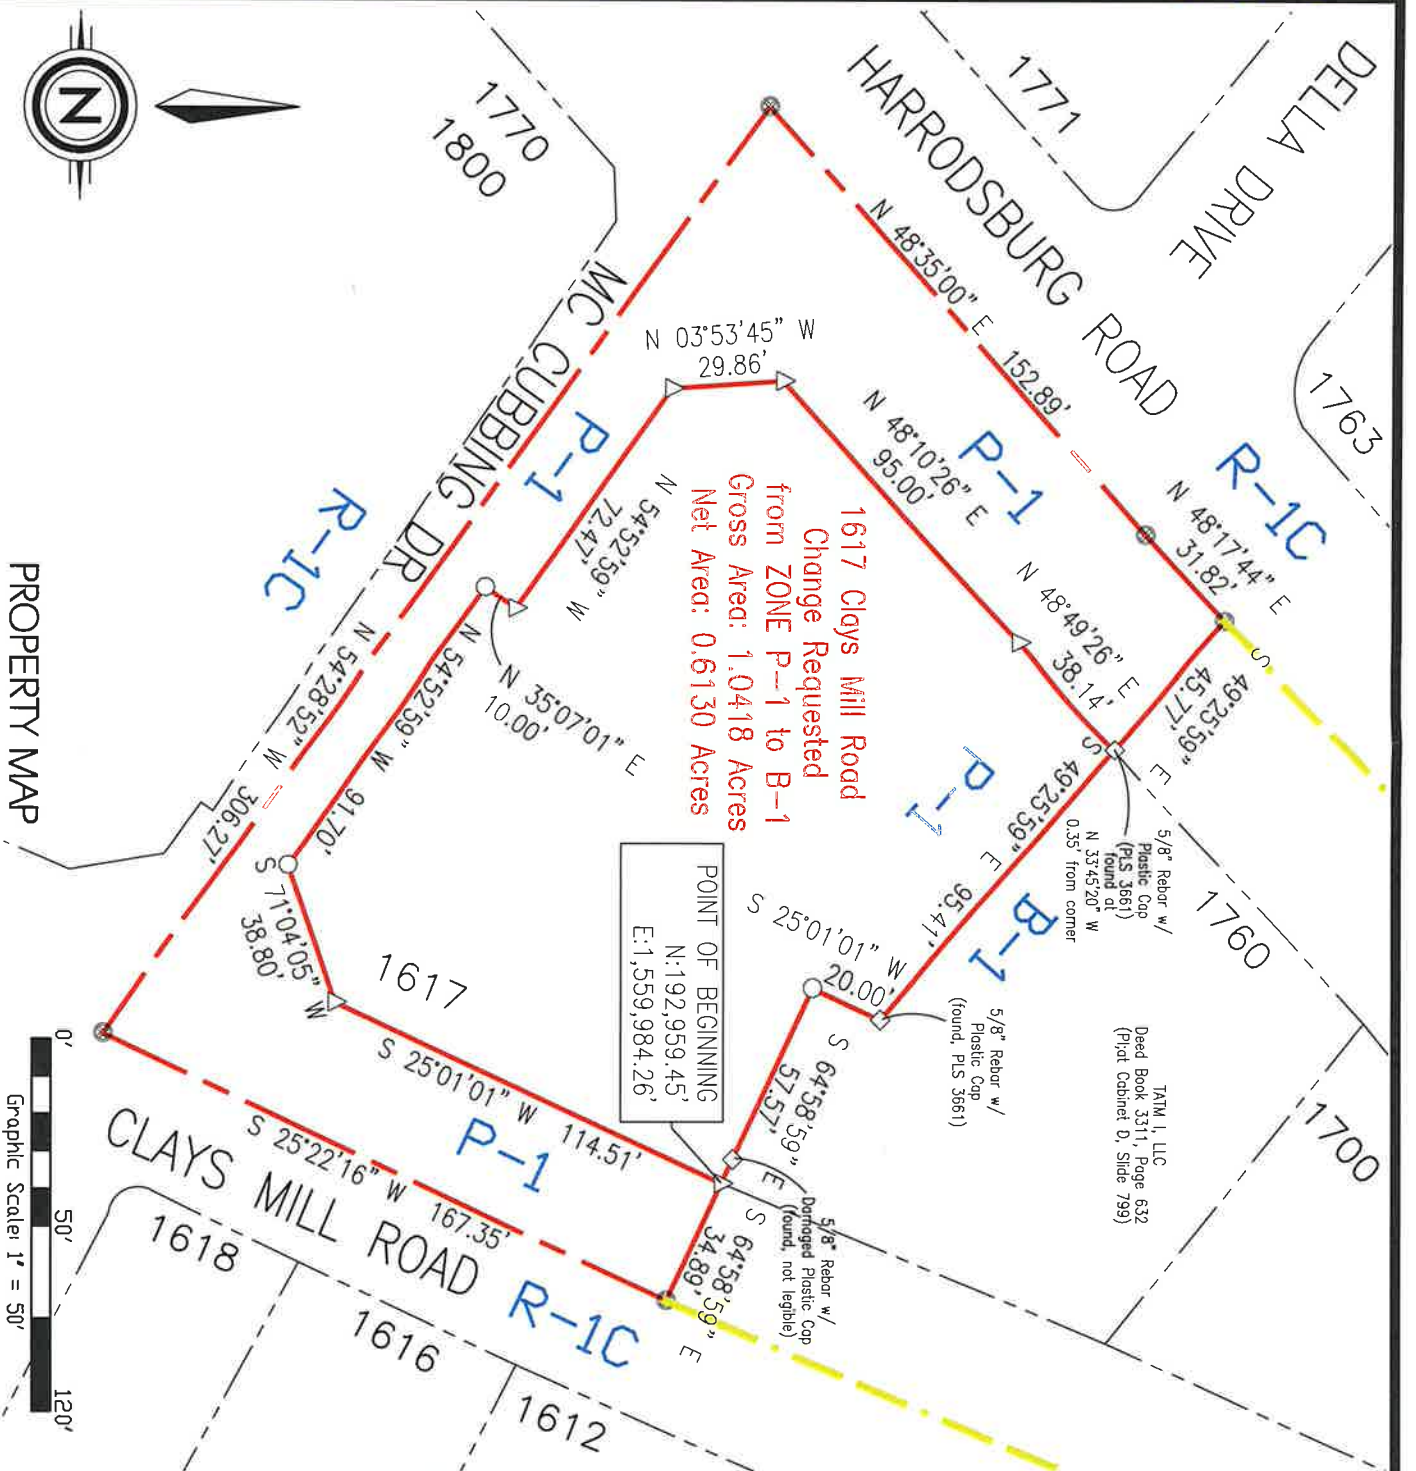 DELLA DRIVE
HARRODSBURG ROAD
1771
1763
1770
1800
N
MC CUBBING DR
R-1C
P-1
N 48°35'00" E 152.89'
N 48°17'44" E
31.82'
R-1C
P-1
N 03°53'45" W
29.86'
N 48°10'26" E
95.00'
N 48°49'26" E
38.14'
S 49°25'59" E
45.77'
S 49°25'59" E 95.41'
N 54°52'59" W
72.47'
N 35°07'01" E
10.00'
N 54°52'59" W 91.70'
N 54°28'52" W 306.27'
S 71°04'05" W
38.80'
1617 Clays Mill Road
Change Requested
from ZONE P-1 to B-1
Gross Area: 1.0418 Acres
Net Area: 0.6130 Acres
P-1
B-1
5/8" Rebar w/
Plastic Cap
(PLS 3661)
found at
N 33°45'20" W
0.35' from corner
1760
1700
TATM I, LLC
Deed Book 3311, Page 632
(Plat Cabinet D, Slide 799)
5/8" Rebar w/
Plastic Cap
(found, PLS 3661)
S 25°01'01" W
20.00'
S 64°58'59" E
57.57'
POINT OF BEGINNING
N:192,959.45'
E:1,559,984.26'
5/8" Rebar w/
Damaged Plastic Cap
(found, not legible)
S 64°58'59" E
34.89'
1617
S 25°01'01" W 114.51'
P-1
S 25°22'16" W 167.35'
CLAYS MILL ROAD
R-1C
1618
1616
1612
PROPERTY MAP
0' 50' 120'
Graphic Scale: 1" = 50'